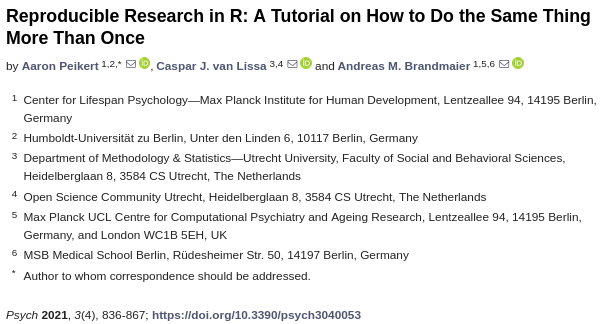 Reproducible Research in R: A Tutorial on How to Do the Same Thing
More Than Once
by Aaron Peikert 1,2,* iD, Caspar J. van Lissa 3,4 iD and Andreas M. Brandmaier 1,5,6 iD
1 Center for Lifespan Psychology—Max Planck Institute for Human Development, Lentzeallee 94, 14195 Berlin,
Germany
2 Humboldt-Universität zu Berlin, Unter den Linden 6, 10117 Berlin, Germany
3 Department of Methodology & Statistics—Utrecht University, Faculty of Social and Behavioral Sciences,
Heidelberglaan 8, 3584 CS Utrecht, The Netherlands
4 Open Science Community Utrecht, Heidelberglaan 8, 3584 CS Utrecht, The Netherlands
5 Max Planck UCL Centre for Computational Psychiatry and Ageing Research, Lentzeallee 94, 14195 Berlin,
Germany, and London WC1B 5EH, UK
6 MSB Medical School Berlin, Rüdesheimer Str. 50, 14197 Berlin, Germany
* Author to whom correspondence should be addressed.
Psych 2021, 3(4), 836-867; https://doi.org/10.3390/psych3040053